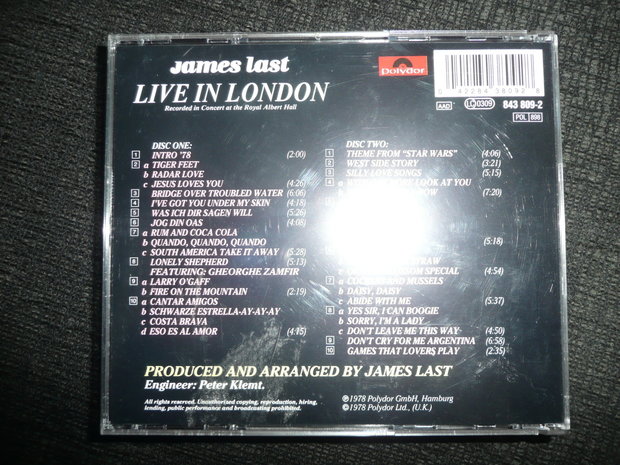 james last
Polydor
LIVE IN LONDON
Recorded in Concert at the Royal Albert Hall
AAD LC 0309 843 809-2
POL 898
DISC ONE:
1 INTRO '78 (2:00)
2 a TIGER FEET
b RADAR LOVE
c JESUS LOVES YOU (4:26)
3 BRIDGE OVER TROUBLED WATER (6:06)
4 I'VE GOT YOU UNDER MY SKIN (4:18)
5 WAS ICH DIR SAGEN WILL (5:26)
6 JOG DIN OAS (4:08)
7 a RUM AND COCA COLA
b QUANDO, QUANDO, QUANDO
c SOUTH AMERICA TAKE IT AWAY (5:28)
8 LONELY SHEPHERD (5:13)
FEATURING: GHEORGHE ZAMFIR
9 a LARRY O'GAFF
b FIRE ON THE MOUNTAIN (2:19)
10 a CANTAR AMIGOS
b SCHWARZE ESTRELLA-AY-AY-AY
c COSTA BRAVA
d ESO ES AL AMOR (4:15)
DISC TWO:
1 THEME FROM "STAR WARS" (4:06)
2 WEST SIDE STORY (3:21)
3 SILLY LOVE SONGS (5:15)
4 a LOOK AT YOU
(7:20)
(5:18)
STRAW
SPECIAL (4:54)
7 a AND MUSSELS
b DAISY, DAISY
c ABIDE WITH ME (5:37)
8 a YES SIR, I CAN BOOGIE
b SORRY, I'M A LADY
c DON'T LEAVE ME THIS WAY (4:50)
9 DON'T CRY FOR ME ARGENTINA (6:58)
10 GAMES THAT LOVERS PLAY (2:35)
PRODUCED AND ARRANGED BY JAMES LAST
Engineer: Peter Klemt.
All rights reserved. Unauthorized copying, reproduction, hiring,
lending, public performance and broadcasting prohibited.
℗ 1978 Polydor GmbH, Hamburg
© 1978 Polydor Ltd., (U.K.)